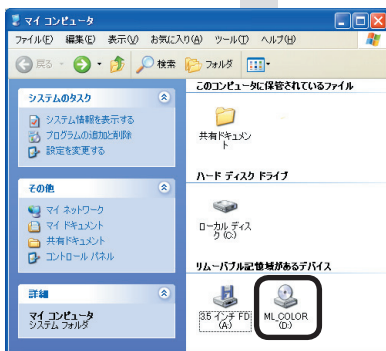 マイ コンピュータ
ファイル(F) 編集(E) 表示(V) お気に入り(A) ツール(T) ヘルプ(H)
戻る 検索 フォルダ
システムのタスク
システム情報を表示する
プログラムの追加と削除
設定を変更する
その他
マイ ネットワーク
マイ ドキュメント
共有ドキュメント
コントロール パネル
詳細
マイ コンピュータ
システム フォルダ
このコンピュータに保管されているファイル
共有ドキュメン
ト
ハード ディスク ドライブ
ローカル ディス
ク (C:)
リムーバブル記憶域があるデバイス
3.5 インチ FD
(A:)
ML_COLOR
(D:)